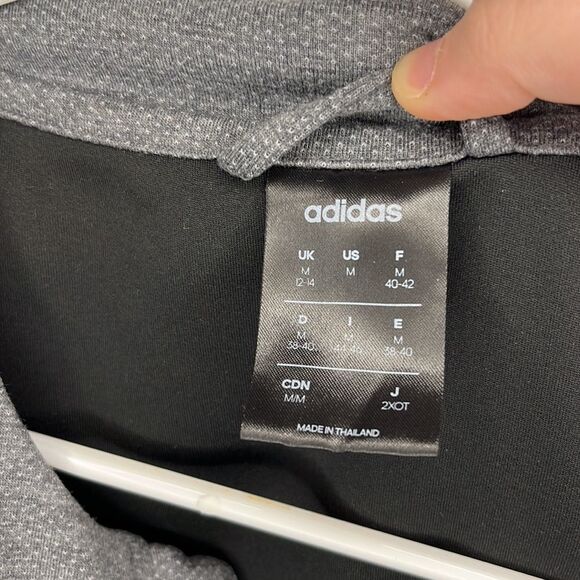 adidas
UK US F
M M M
12-14 40-42
D I E
M M M
38-40 38-40
CDN J
M/M 2XOT
MADE IN THAILAND